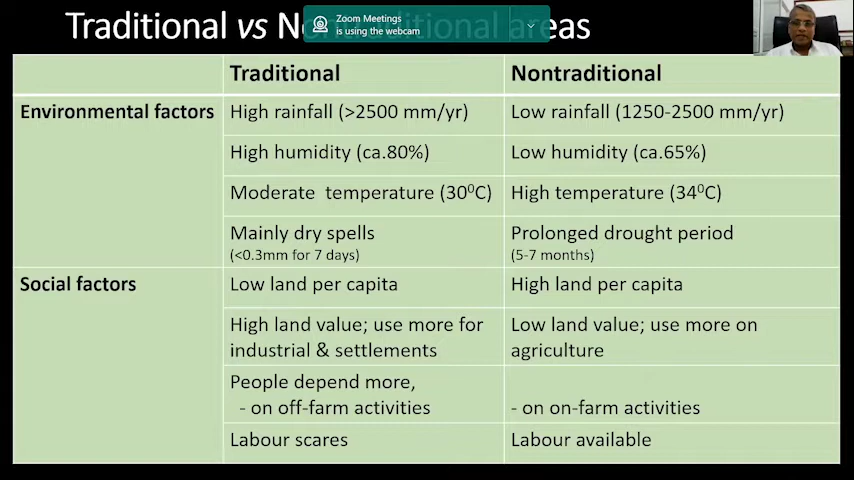 Traditional vs N
areas
Zoom Meetings
is using the webcam
Traditional
Nontraditional
Environmental factors
High rainfall (>2500 mm/yr)
Low rainfall (1250-2500 mm/yr)
High humidity (ca.80%)
Low humidity (ca.65%)
Moderate temperature (30⁰C)
High temperature (34⁰C)
Mainly dry spells
(<0.3mm for 7 days)
Prolonged drought period
(5-7 months)
Social factors
Low land per capita
High land per capita
High land value; use more for
industrial & settlements
Low land value; use more on
agriculture
People depend more,
- on off-farm activities
- on on-farm activities
Labour scares
Labour available